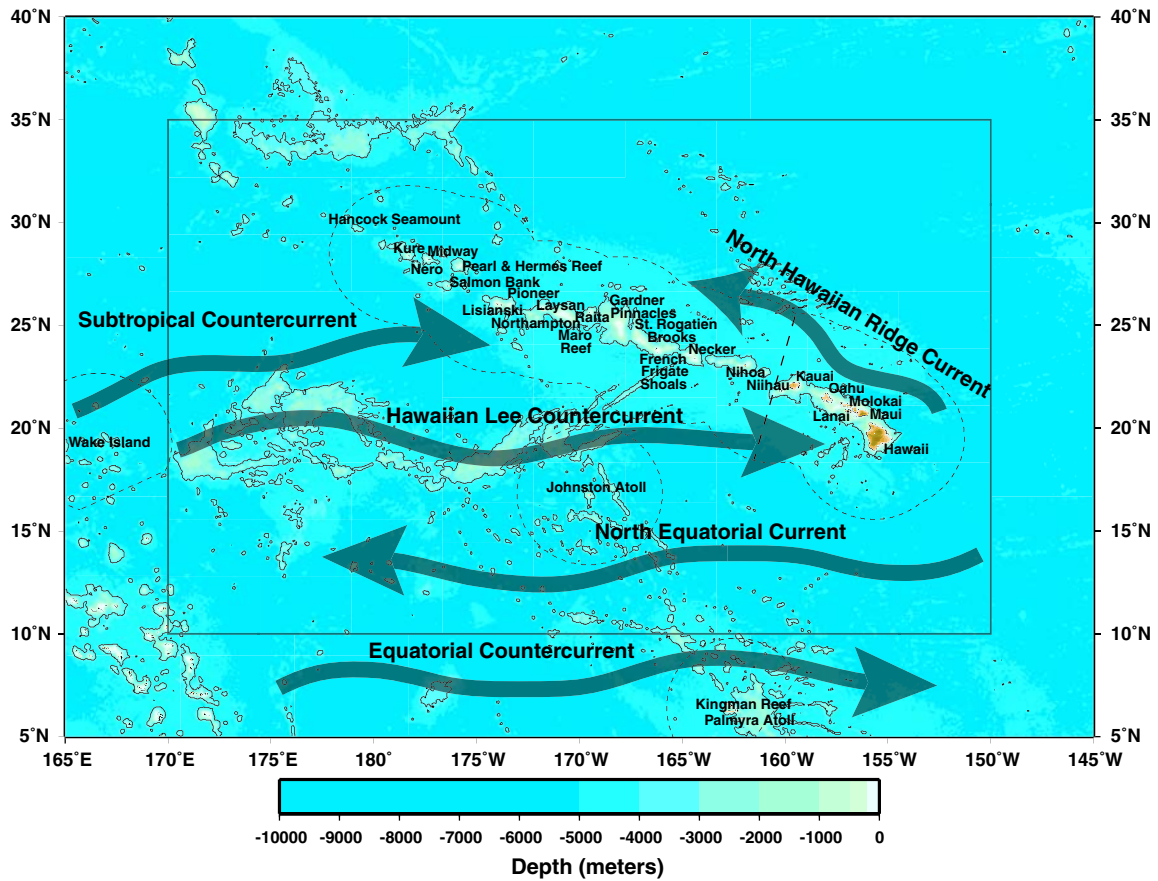 40˚N
40˚N
35˚N
35˚N
30˚N
30˚N
25˚N
25˚N
20˚N
20˚N
15˚N
15˚N
10˚N
10˚N
5˚N
5˚N
Hancock Seamount
Kure
Midway
Nero
Pearl & Hermes Reef
Salmon Bank
Pioneer
Lisianski
Laysan
Northampton
Raita
Maro
Reef
Gardner
Pinnacles
St. Rogatien
Brooks
Necker
French
Frigate
Shoals
Nihoa
Niihau
Kauai
Oahu
Molokai
Lanai
Maui
Hawaii
North Hawaiian Ridge Current
Subtropical Countercurrent
Hawaiian Lee Countercurrent
Wake Island
Johnston Atoll
North Equatorial Current
Equatorial Countercurrent
Kingman Reef
Palmyra Atoll
165˚E
170˚E
175˚E
180˚
175˚W
170˚W
165˚W
160˚W
155˚W
150˚W
145˚W
-10000 -9000 -8000 -7000 -6000 -5000 -4000 -3000 -2000 -1000 0
Depth (meters)